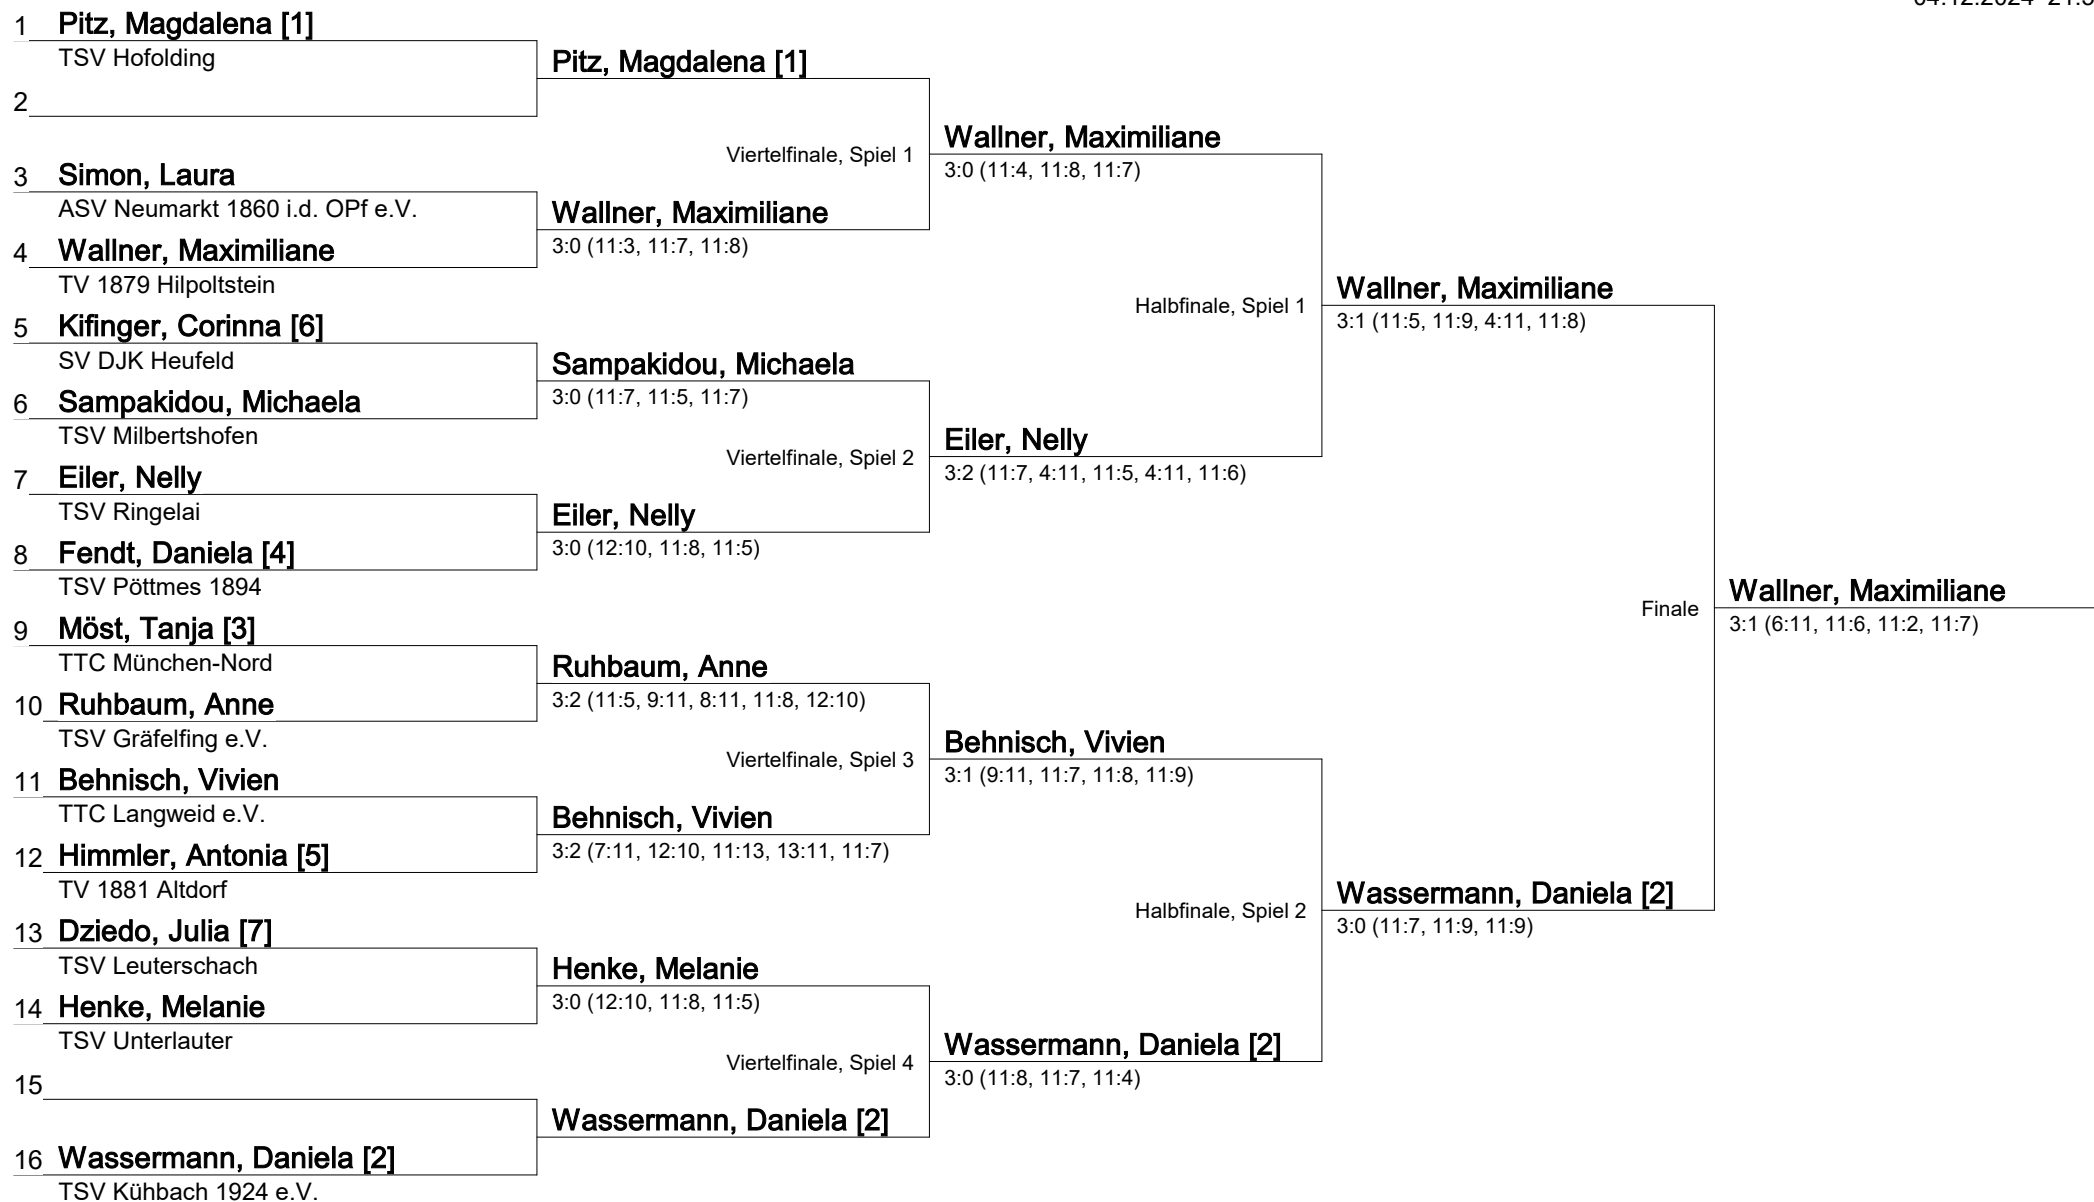 1 Pitz, Magdalena [1]
TSV Hofolding
Pitz, Magdalena [1]
2
Wallner, Maximiliane
Viertelfinale, Spiel 1
3:0 (11:4, 11:8, 11:7)
3 Simon, Laura
ASV Neumarkt 1860 i.d. OPf e.V.
Wallner, Maximiliane
3:0 (11:3, 11:7, 11:8)
4 Wallner, Maximiliane
TV 1879 Hilpoltstein
Wallner, Maximiliane
Halbfinale, Spiel 1
3:1 (11:5, 11:9, 4:11, 11:8)
5 Kifinger, Corinna [6]
SV DJK Heufeld
Sampakidou, Michaela
3:0 (11:7, 11:5, 11:7)
6 Sampakidou, Michaela
TSV Milbertshofen
Eiler, Nelly
Viertelfinale, Spiel 2
3:2 (11:7, 4:11, 11:5, 4:11, 11:6)
7 Eiler, Nelly
TSV Ringelai
Eiler, Nelly
3:0 (12:10, 11:8, 11:5)
8 Fendt, Daniela [4]
TSV Pöttmes 1894
Wallner, Maximiliane
Finale
3:1 (6:11, 11:6, 11:2, 11:7)
9 Möst, Tanja [3]
TTC München-Nord
Ruhbaum, Anne
3:2 (11:5, 9:11, 8:11, 11:8, 12:10)
10 Ruhbaum, Anne
TSV Gräfelfing e.V.
Behnisch, Vivien
Viertelfinale, Spiel 3
3:1 (9:11, 11:7, 11:8, 11:9)
11 Behnisch, Vivien
TTC Langweid e.V.
Behnisch, Vivien
3:2 (7:11, 12:10, 11:13, 13:11, 11:7)
12 Himmler, Antonia [5]
TV 1881 Altdorf
Wassermann, Daniela [2]
Halbfinale, Spiel 2
3:0 (11:7, 11:9, 11:9)
13 Dziedo, Julia [7]
TSV Leuterschach
Henke, Melanie
3:0 (12:10, 11:8, 11:5)
14 Henke, Melanie
TSV Unterlauter
Wassermann, Daniela [2]
Viertelfinale, Spiel 4
3:0 (11:8, 11:7, 11:4)
15
Wassermann, Daniela [2]
16 Wassermann, Daniela [2]
TSV Kühbach 1924 e.V.